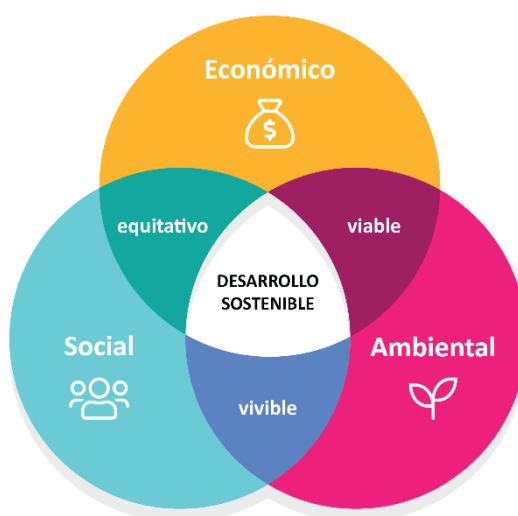 Económico
$
equitativo
viable
DESARROLLO
SOSTENIBLE
Social
Ambiental
vivible